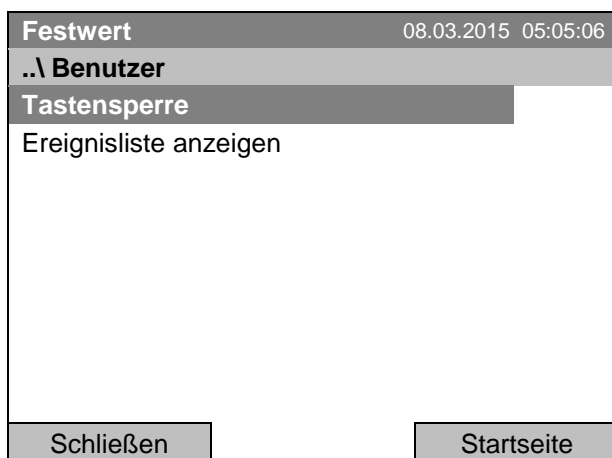 Festwert 08.03.2015 05:05:06
..\ Benutzer
Tastensperre
Ereignisliste anzeigen
Schließen Startseite